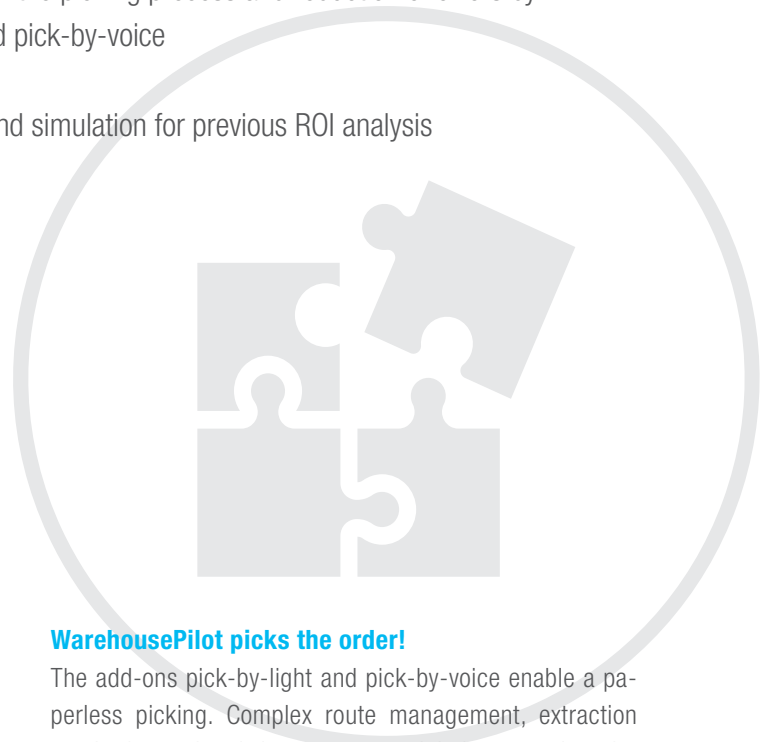 d pick-by-voice
nd simulation for previous ROI analysis
WarehousePilot picks the order!
The add-ons pick-by-light and pick-by-voice enable a pa-
perless picking. Complex route management, extraction